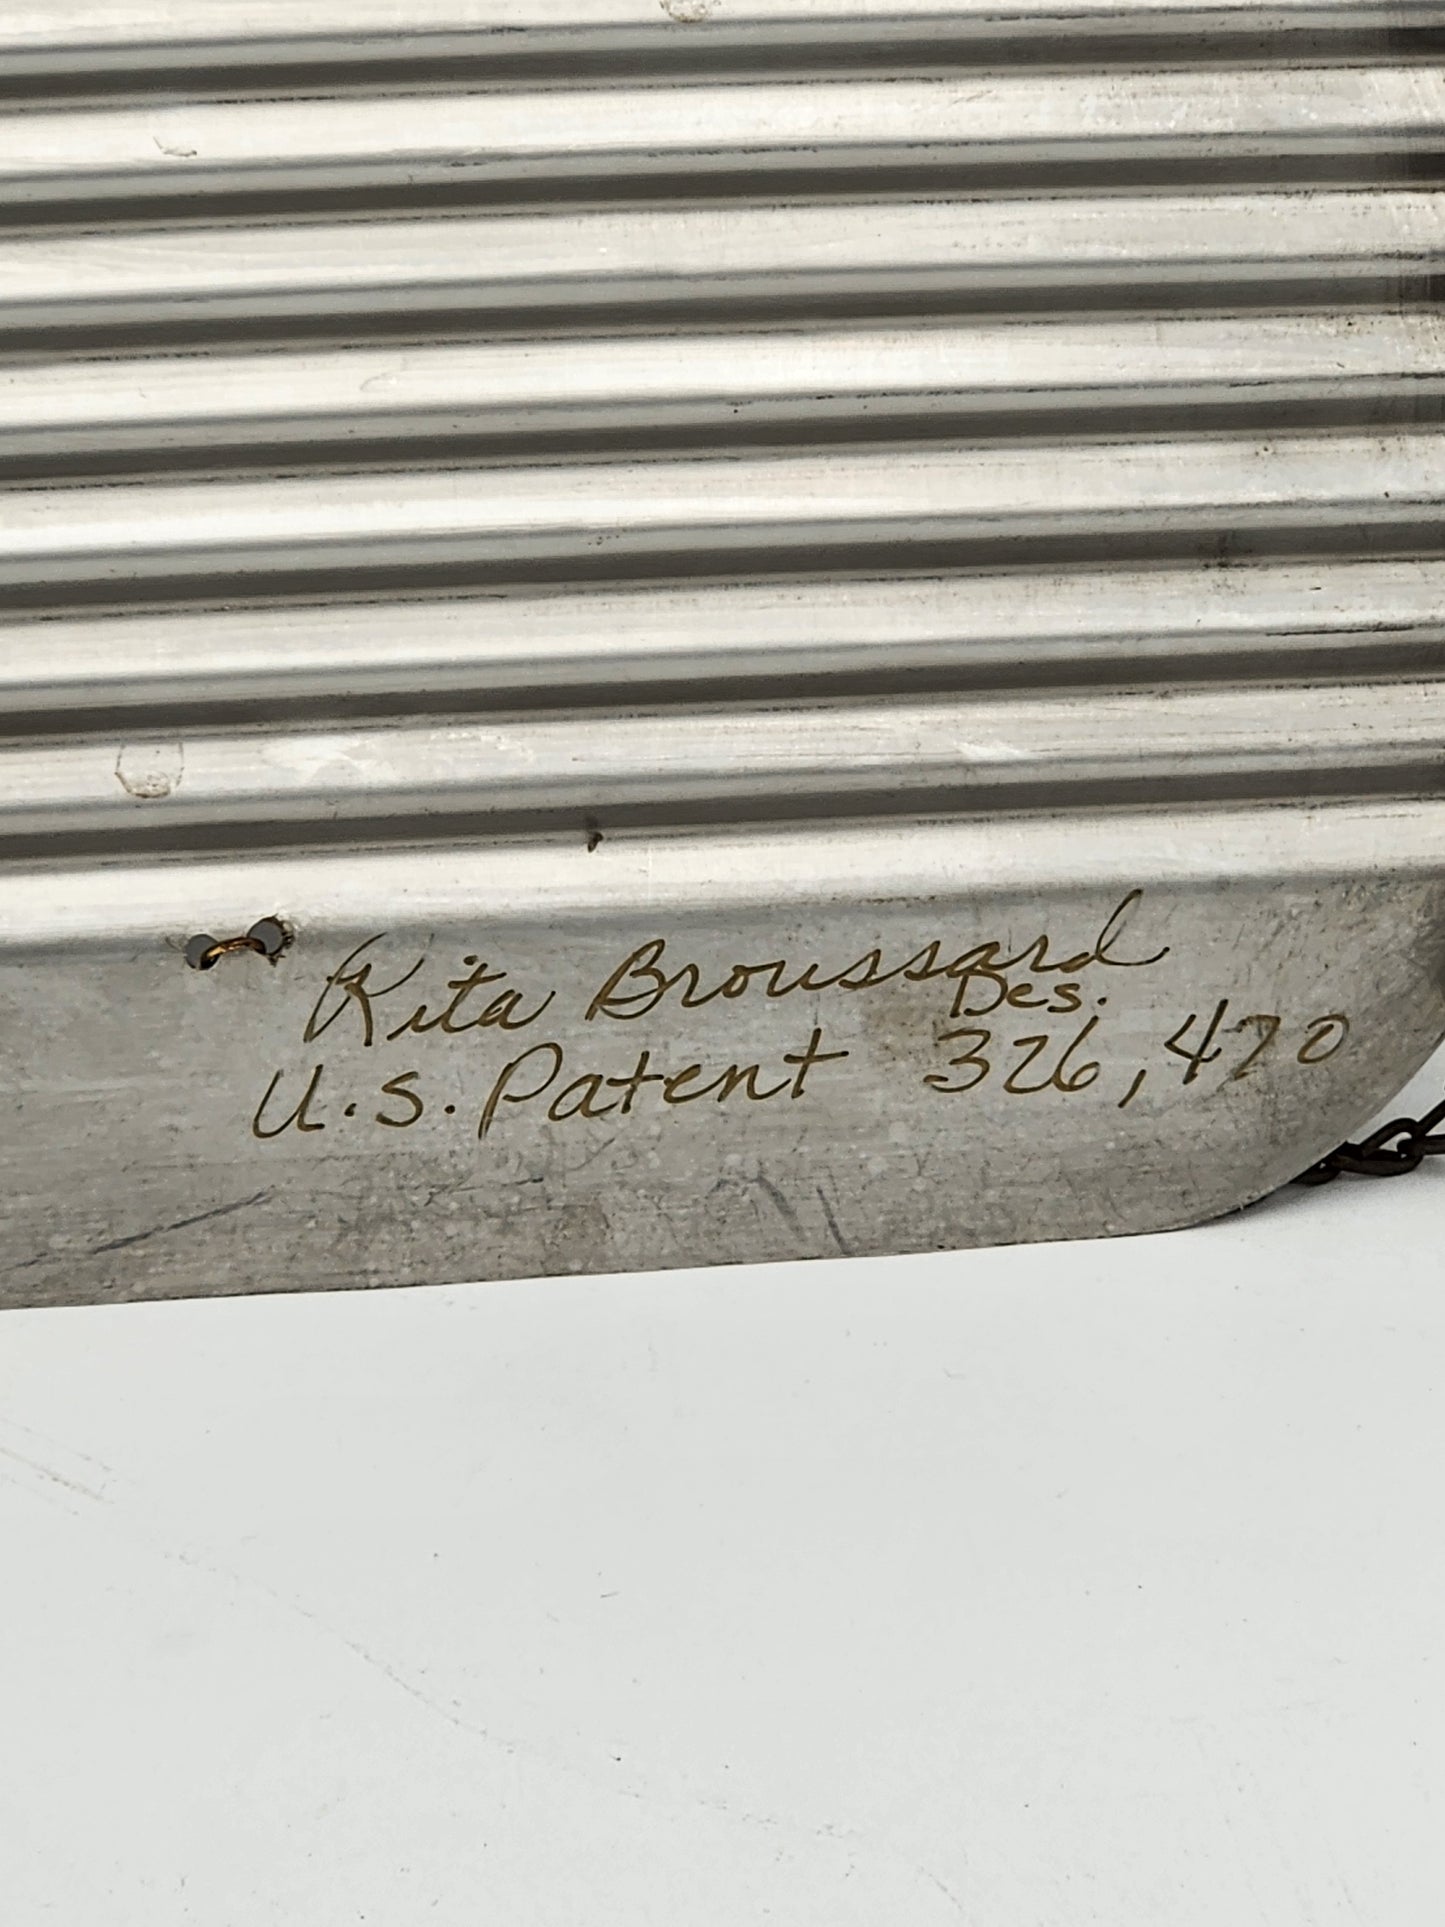 Rita Broussard
Des.
U.S. Patent 326,470